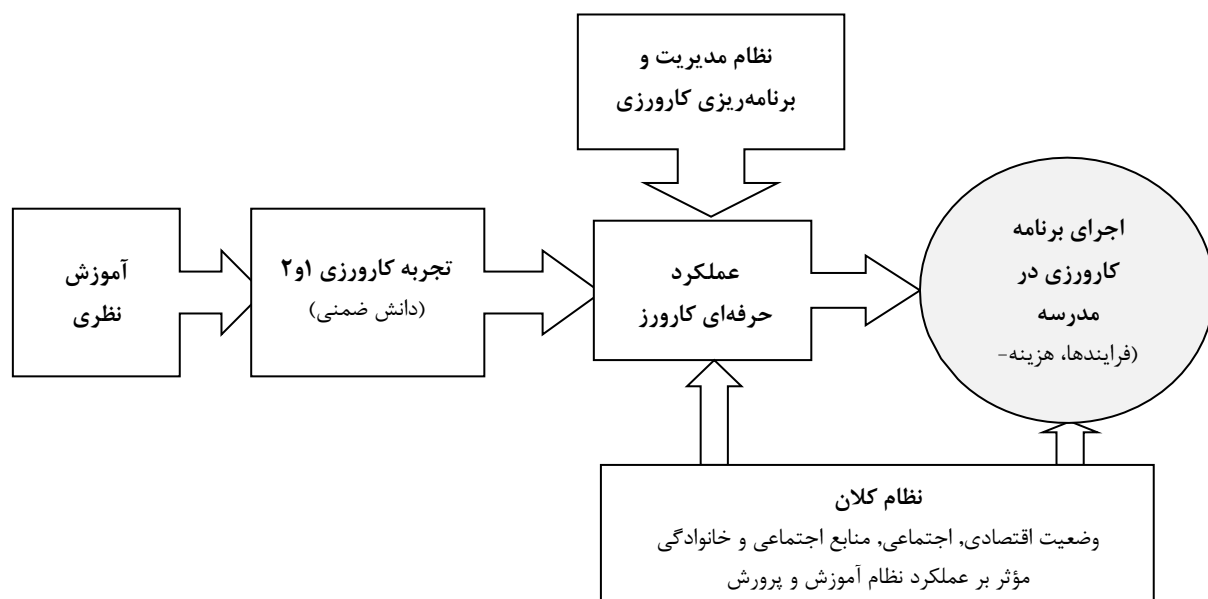 نظام مدیریت و
برنامه‌ریزی کارورزی
آموزش
نظری
تجربه کارورزی ۱و۲
(دانش ضمنی)
عملکرد
حرفه‌ای کارورز
اجرای برنامه
کارورزی در
مدرسه
(فرایندها، هزینه-
نظام کلان
وضعیت اقتصادی, اجتماعی, منابع اجتماعی و خانوادگی
مؤثر بر عملکرد نظام آموزش و پرورش